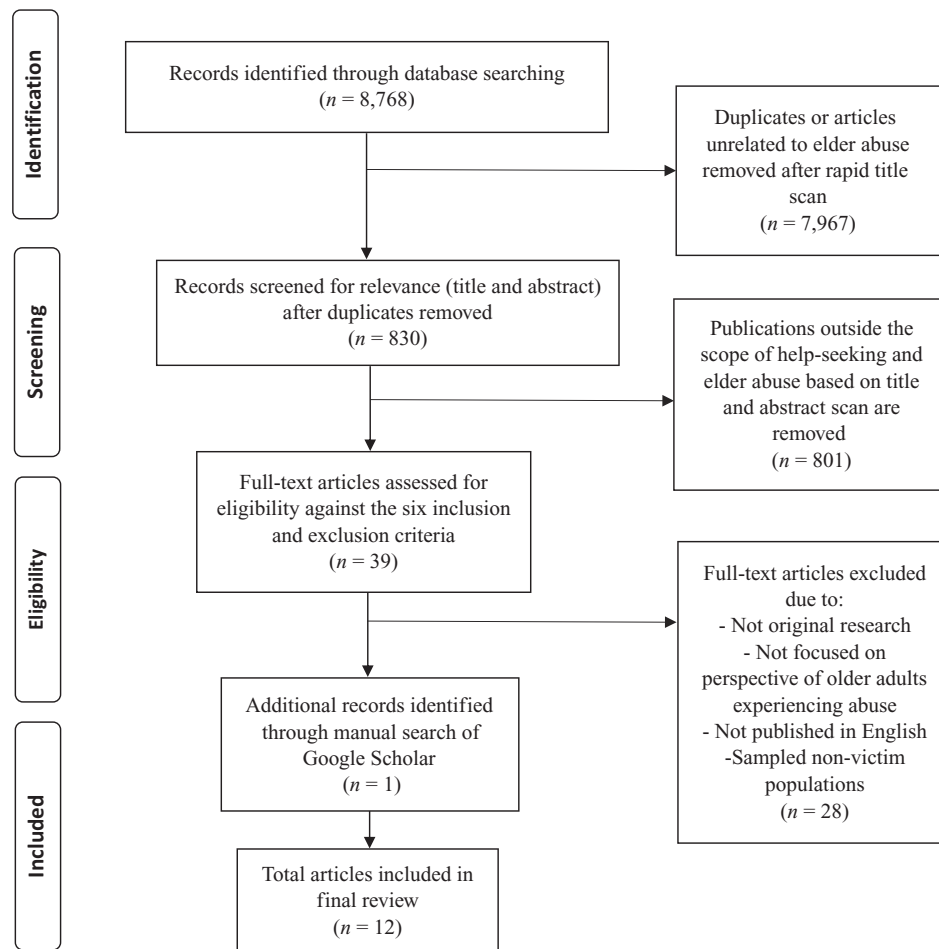 Identification
Records identified through database searching
(n = 8,768)
Duplicates or articles
unrelated to elder abuse
removed after rapid title
scan
(n = 7,967)
Screening
Records screened for relevance (title and abstract)
after duplicates removed
(n = 830)
Publications outside the
scope of help-seeking and
elder abuse based on title
and abstract scan are
removed
(n = 801)
Eligibility
Full-text articles assessed for
eligibility against the six inclusion
and exclusion criteria
(n = 39)
Full-text articles excluded
due to:
- Not original research
- Not focused on
perspective of older adults
experiencing abuse
- Not published in English
-Sampled non-victim
populations
(n = 28)
Included
Additional records identified
through manual search of
Google Scholar
(n = 1)
Total articles included in
final review
(n = 12)